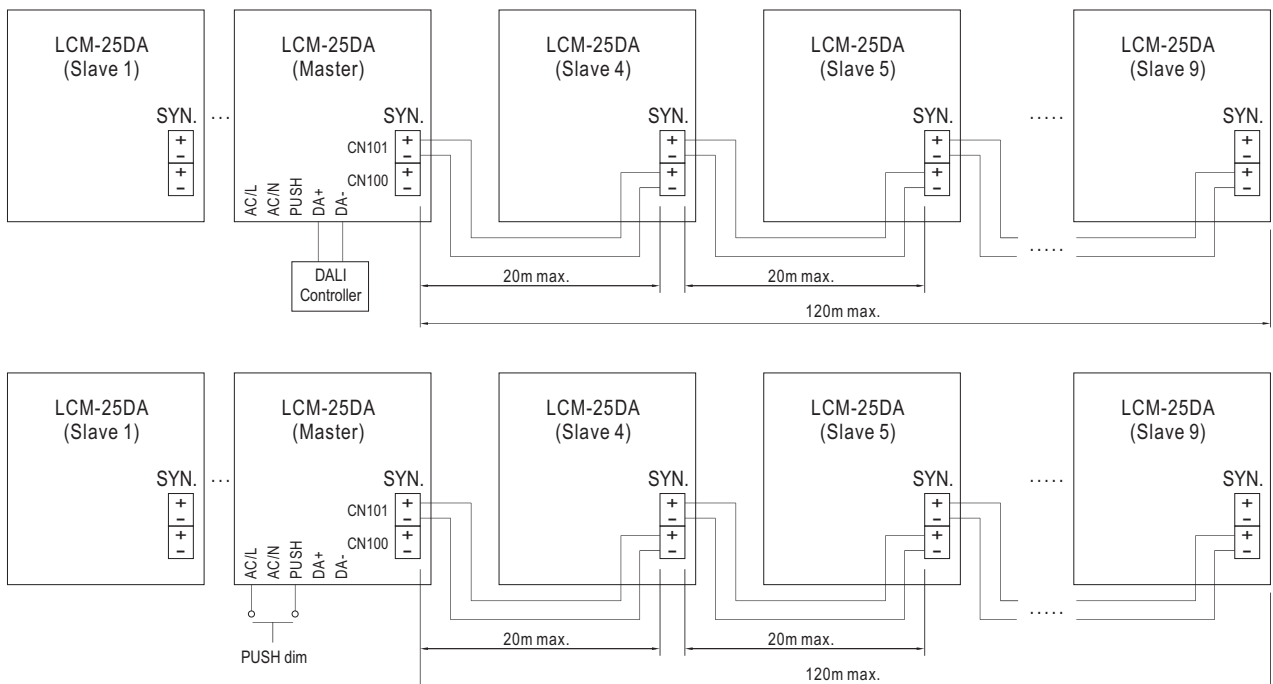 LCM-25DA
(Slave 1)
LCM-25DA
(Master)
LCM-25DA
(Slave 4)
LCM-25DA
(Slave 5)
LCM-25DA
(Slave 9)
SYN.
...
SYN.
SYN.
SYN.
.....
SYN.
+
-
+
-
CN101
+
-
CN100
+
-
+
-
+
-
+
-
+
-
+
-
+
-
AC/L
AC/N
PUSH
DA+
DA-
DALI
Controller
20m max.
20m max.
.....
120m max.
LCM-25DA
(Slave 1)
LCM-25DA
(Master)
LCM-25DA
(Slave 4)
LCM-25DA
(Slave 5)
LCM-25DA
(Slave 9)
SYN.
...
SYN.
SYN.
SYN.
.....
SYN.
+
-
+
-
CN101
+
-
CN100
+
-
+
-
+
-
+
-
+
-
+
-
+
-
AC/L
AC/N
PUSH
DA+
DA-
PUSH dim
20m max.
20m max.
.....
120m max.